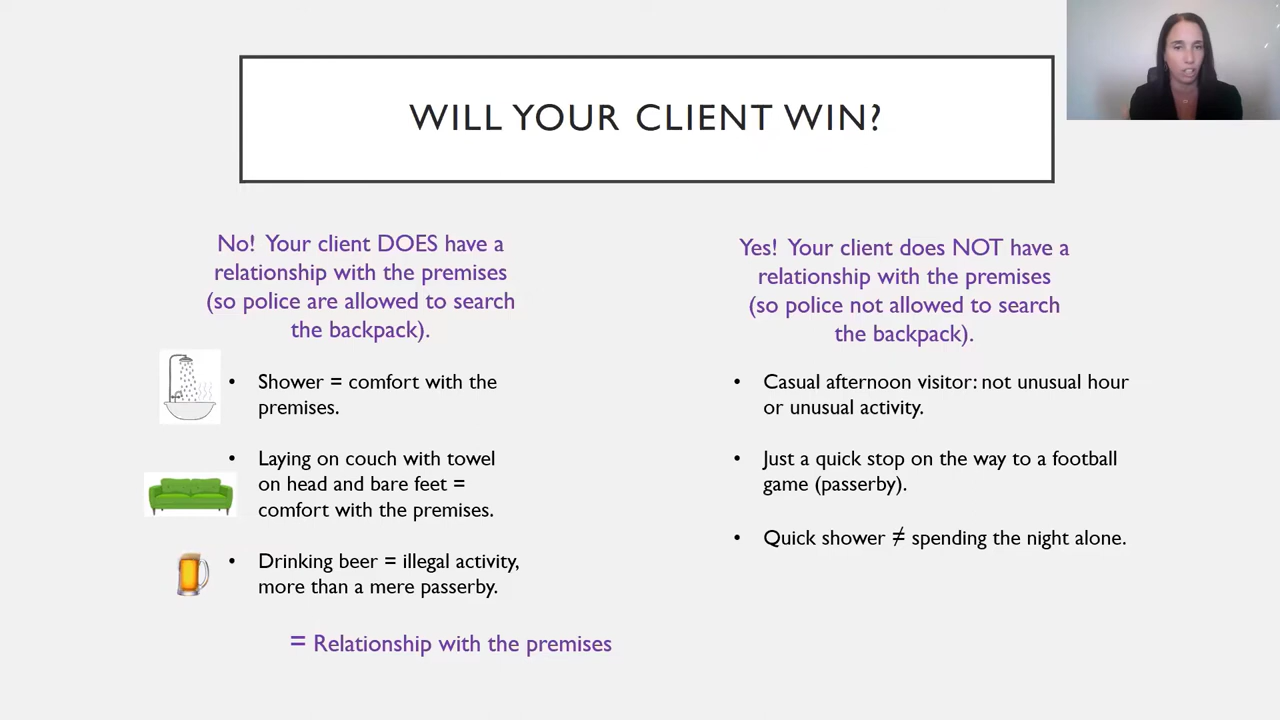 WILL YOUR CLIENT WIN?
No! Your client DOES have a
relationship with the premises
(so police are allowed to search
the backpack).
• Shower = comfort with the
premises.
• Laying on couch with towel
on head and bare feet =
comfort with the premises.
• Drinking beer = illegal activity,
more than a mere passerby.
= Relationship with the premises
Yes! Your client does NOT have a
relationship with the premises
(so police not allowed to search
the backpack).
• Casual afternoon visitor: not unusual hour
or unusual activity.
• Just a quick stop on the way to a football
game (passerby).
• Quick shower ≠ spending the night alone.